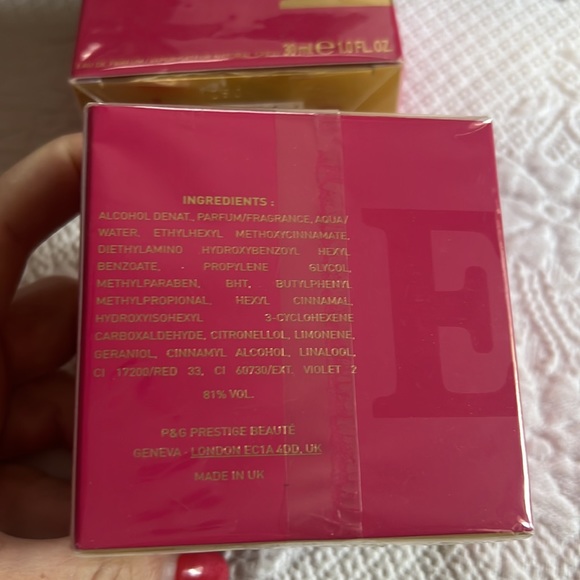 30 ml e 1.0 FL. OZ.
INGREDIENTS :
ALCOHOL DENAT., PARFUM/FRAGRANCE, AQUA/
WATER, ETHYLHEXYL METHOXYCINNAMATE,
DIETHYLAMINO HYDROXYBENZOYL HEXYL
BENZOATE, PROPYLENE GLYCOL,
METHYLPARABEN, BHT, BUTYLPHENYL
METHYLPROPIONAL, HEXYL CINNAMAL,
HYDROXYISOHEXYL 3-CYCLOHEXENE
CARBOXALDEHYDE, CITRONELLOL, LIMONENE,
GERANIOL, CINNAMYL ALCOHOL, LINALOOL,
CI 17200/RED 33, CI 60730/EXT. VIOLET 2
81% VOL.
P&G PRESTIGE BEAUTÉ
GENEVA - LONDON EC1A 4DD, UK
MADE IN UK
E